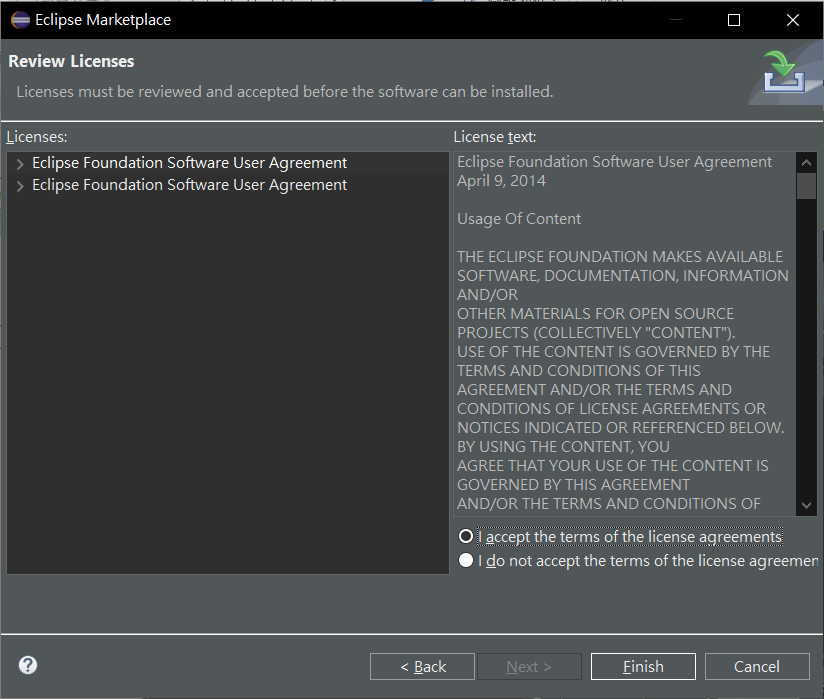 Eclipse Marketplace
Review Licenses
Licenses must be reviewed and accepted before the software can be installed.
Licenses:
Eclipse Foundation Software User Agreement
Eclipse Foundation Software User Agreement
License text:
Eclipse Foundation Software User Agreement
April 9, 2014
Usage Of Content
THE ECLIPSE FOUNDATION MAKES AVAILABLE
SOFTWARE, DOCUMENTATION, INFORMATION
AND/OR
OTHER MATERIALS FOR OPEN SOURCE
PROJECTS (COLLECTIVELY "CONTENT").
USE OF THE CONTENT IS GOVERNED BY THE
TERMS AND CONDITIONS OF THIS
AGREEMENT AND/OR THE TERMS AND
CONDITIONS OF LICENSE AGREEMENTS OR
NOTICES INDICATED OR REFERENCED BELOW.
BY USING THE CONTENT, YOU
AGREE THAT YOUR USE OF THE CONTENT IS
GOVERNED BY THIS AGREEMENT
AND/OR THE TERMS AND CONDITIONS OF
I accept the terms of the license agreements
I do not accept the terms of the license agreemen
?
< Back
Next >
Finish
Cancel